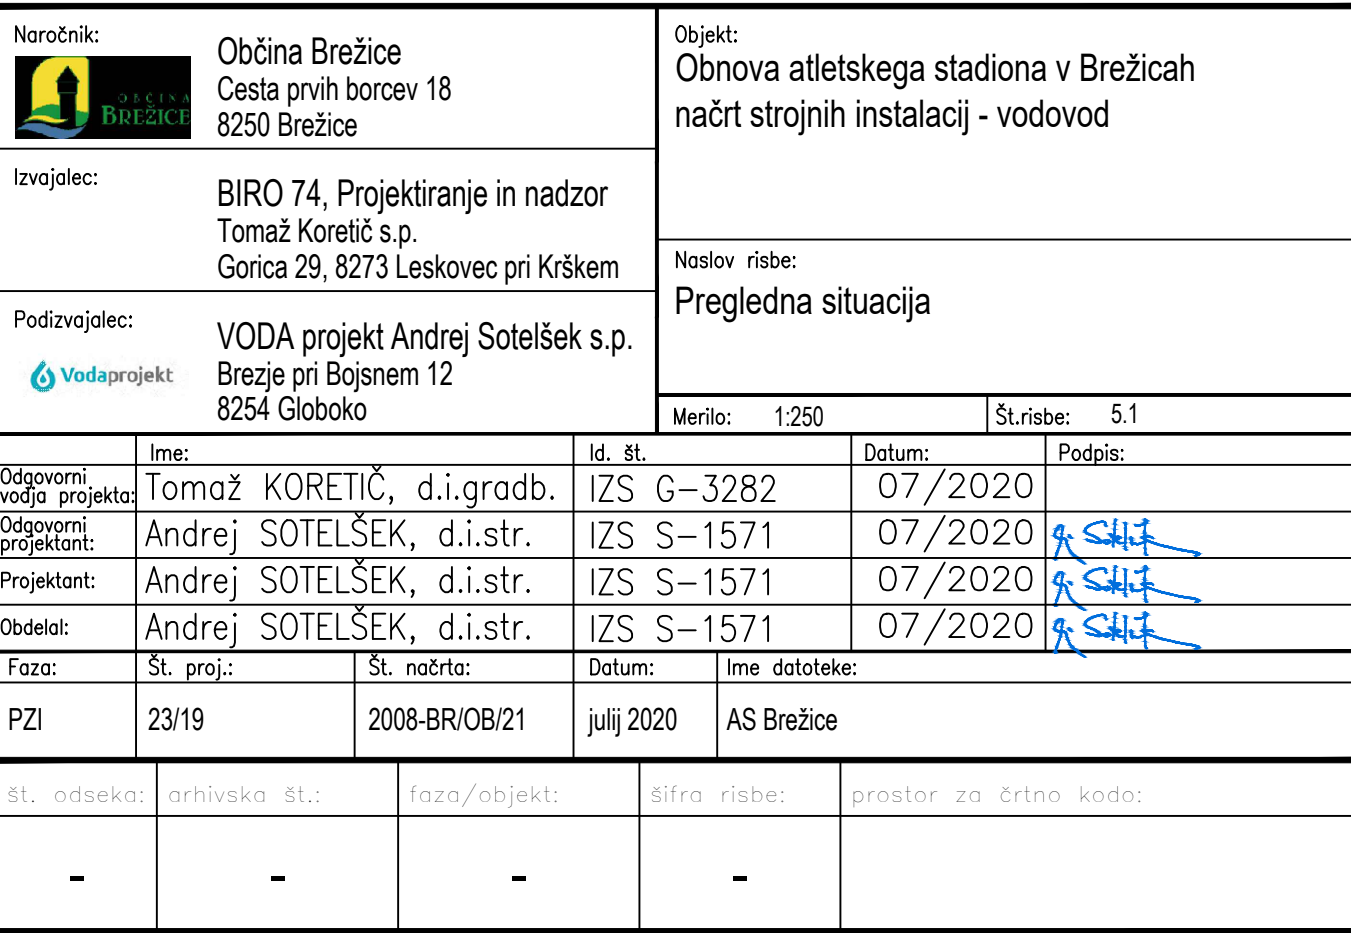 Naročnik:
OBČINA
BREŽICE
Občina Brežice
Cesta prvih borcev 18
8250 Brežice
Objekt:
Obnova atletskega stadiona v Brežicah
načrt strojnih instalacij - vodovod
Izvajalec:
BIRO 74, Projektiranje in nadzor
Tomaž Koretič s.p.
Gorica 29, 8273 Leskovec pri Krškem
Naslov risbe:
Pregledna situacija
Podizvajalec:
Vodaprojekt
VODA projekt Andrej Sotelšek s.p.
Brezje pri Bojsnem 12
8254 Globoko
Merilo: 1:250 Št.risbe: 5.1
Ime: Id. št. Datum: Podpis:
Odgovorni
vodja projekta: Tomaž KORETIČ, d.i.gradb. IZS G-3282 07/2020
Odgovorni
projektant: Andrej SOTELŠEK, d.i.str. IZS S-1571 07/2020
Projektant: Andrej SOTELŠEK, d.i.str. IZS S-1571 07/2020
Obdelal: Andrej SOTELŠEK, d.i.str. IZS S-1571 07/2020
Faza: Št. proj.: Št. načrta: Datum: Ime datoteke:
PZI 23/19 2008-BR/OB/21 julij 2020 AS Brežice
št. odseka: arhivska št.: faza/objekt: šifra risbe: prostor za črtno kodo:
- - - -